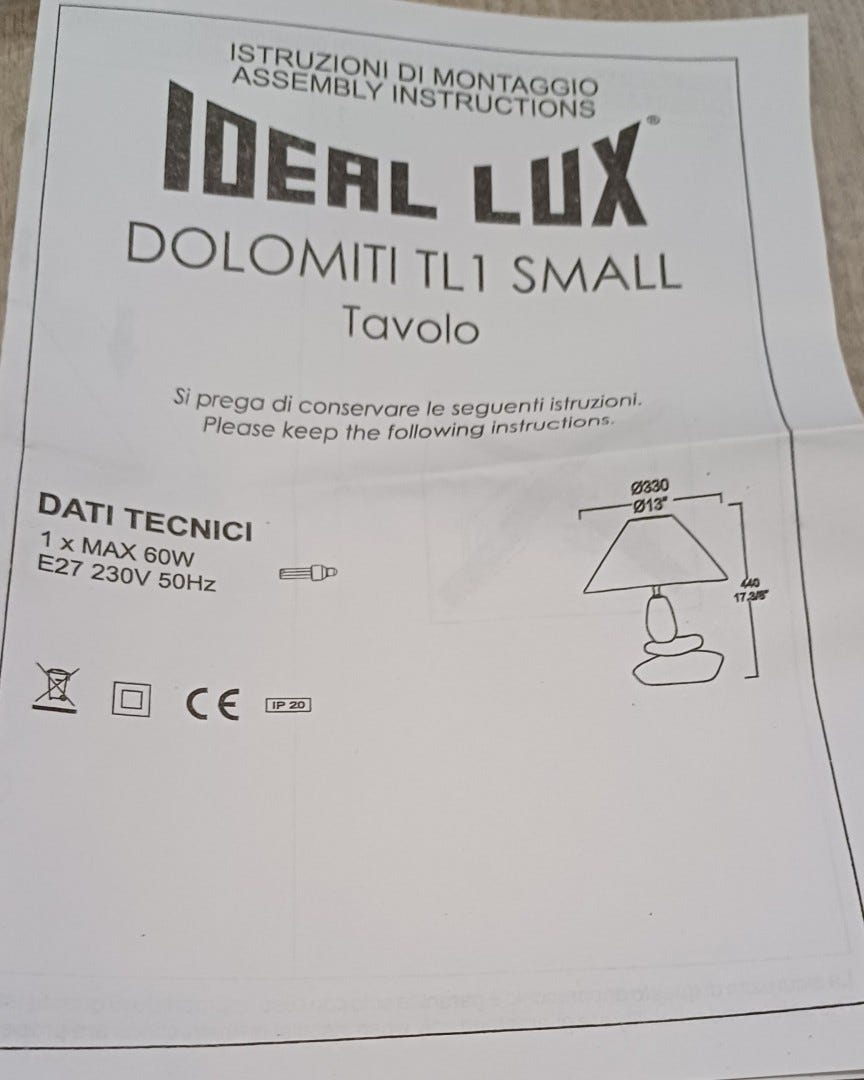 ISTRUZIONI DI MONTAGGIO
ASSEMBLY INSTRUCTIONS
IDEAL LUX®
DOLOMITI TL1 SMALL
Tavolo
Si prega di conservare le seguenti istruzioni.
Please keep the following instructions.
DATI TECNICI
1 x MAX 60W
E27 230V 50Hz
Ø330
Ø13"
440
17,3/8"
CE
IP 20